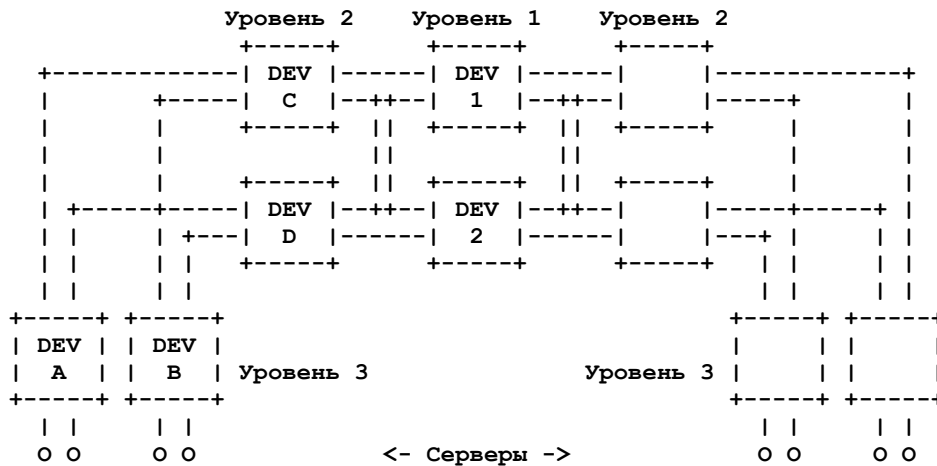 Уровень 2 Уровень 1 Уровень 2
DEV DEV
C 1
DEV DEV
D 2
DEV DEV
A B Уровень 3 Уровень 3
O O O O <- Серверы -> O O O O